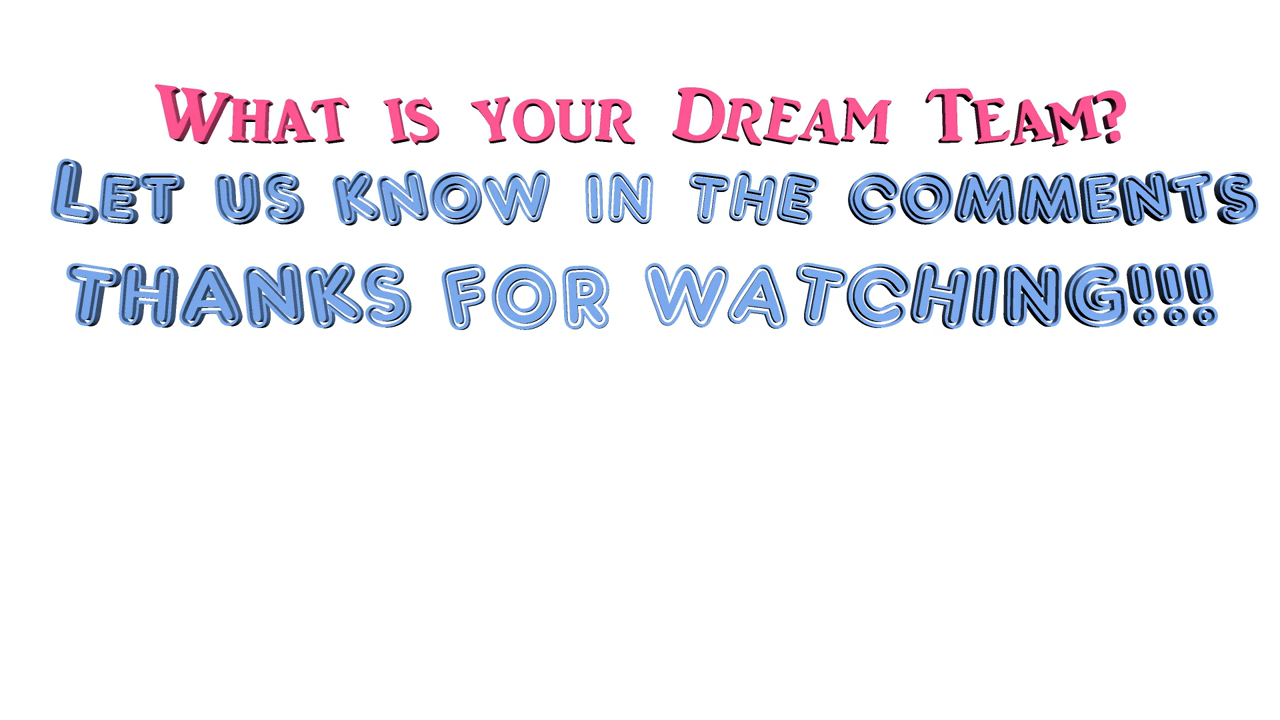 What is your Dream Team?
Let us know in the comments
THANKS FOR WATCHING!!!